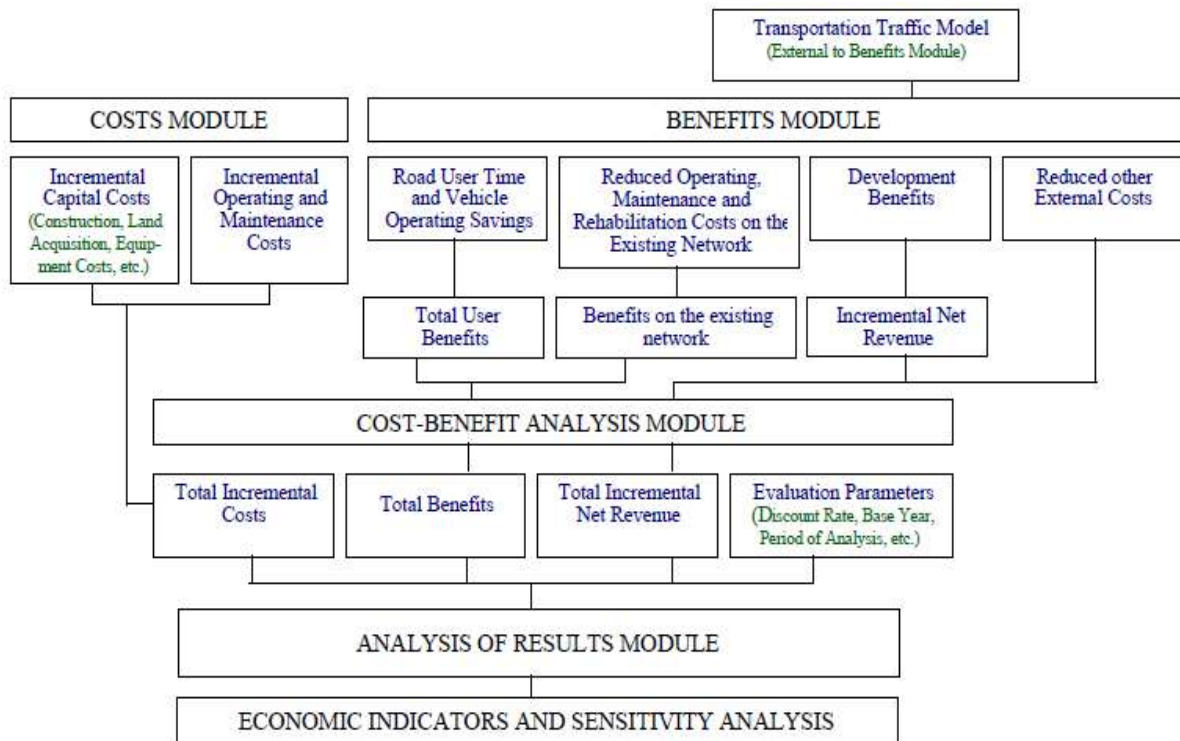 Transportation Traffic Model
(External to Benefits Module)
COSTS MODULE
BENEFITS MODULE
Incremental
Capital Costs
(Construction, Land
Acquisition, Equip-
ment Costs, etc.)
Incremental
Operating and
Maintenance
Costs
Road User Time
and Vehicle
Operating Savings
Reduced Operating,
Maintenance and
Rehabilitation Costs on the
Existing Network
Development
Benefits
Reduced other
External Costs
Total User
Benefits
Benefits on the existing
network
Incremental Net
Revenue
COST-BENEFIT ANALYSIS MODULE
Total Incremental
Costs
Total Benefits
Total Incremental
Net Revenue
Evaluation Parameters
(Discount Rate, Base Year,
Period of Analysis, etc.)
ANALYSIS OF RESULTS MODULE
ECONOMIC INDICATORS AND SENSITIVITY ANALYSIS